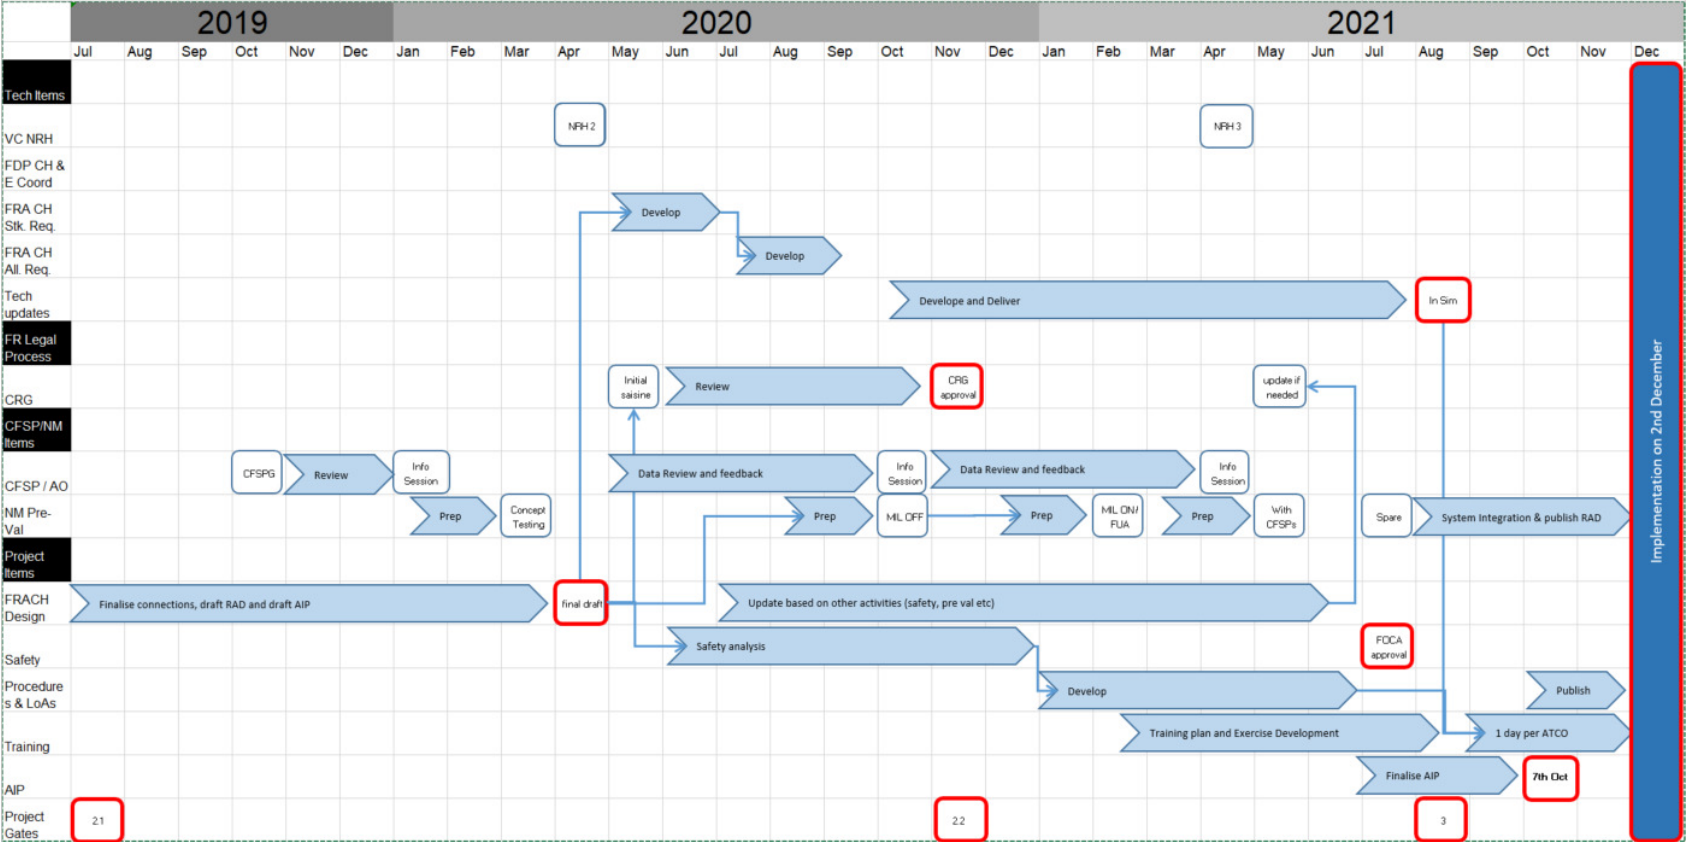 2019 2020 2021
Jul Aug Sep Oct Nov Dec Jan Feb Mar Apr May Jun Jul Aug Sep Oct Nov Dec Jan Feb Mar Apr May Jun Jul Aug Sep Oct Nov Dec
Tech Items
VC NRH
NRH 2
NRH 3
FDP CH &
E Coord
FRA CH
Stk. Req.
Develop
FRA CH
All. Req.
Develop
Tech
updates
Develope and Deliver
In Sim
FR Legal
Process
CRG
Initial
saisine
Review
CRG
approval
update if
needed
CFSP/NM
Items
CFSP / AO
CFSPG
Review
Info
Session
Data Review and feedback
Info
Session
Data Review and feedback
Info
Session
NM Pre-
Val
Prep
Concept
Testing
Prep
MIL OFF
Prep
MIL ON/
FUA
Prep
With
CFSPs
Spare
System Integration & publish RAD
Project
Items
FRACH
Design
Finalise connections, draft RAD and draft AIP
final draft
Update based on other activities (safety, pre val etc)
Safety
Safety analysis
FOCA
approval
Procedure
s & LoAs
Develop
Publish
Training
Training plan and Exercise Development
1 day per ATCO
AIP
Finalise AIP
7th Oct
Project
Gates
2.1
2.2
3
Implementation on 2nd December